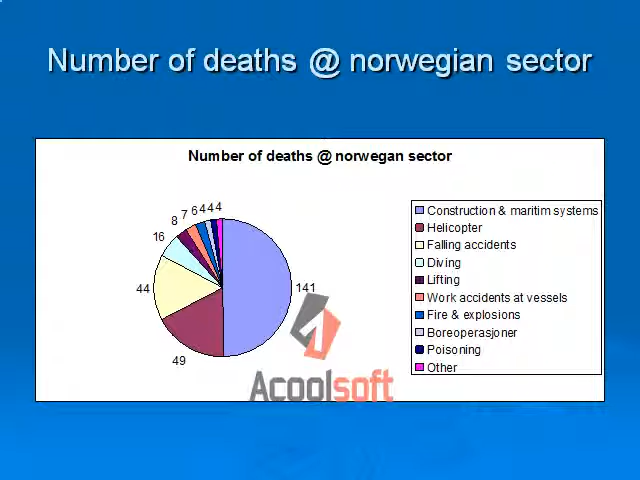 Number of deaths @ norwegian sector
Number of deaths @ norwegan sector
8 7 6 4 4 4
16
44
141
49
Construction & maritim systems
Helicopter
Falling accidents
Diving
Lifting
Work accidents at vessels
Fire & explosions
Boreoperasjoner
Poisoning
Other
Acoolsoft